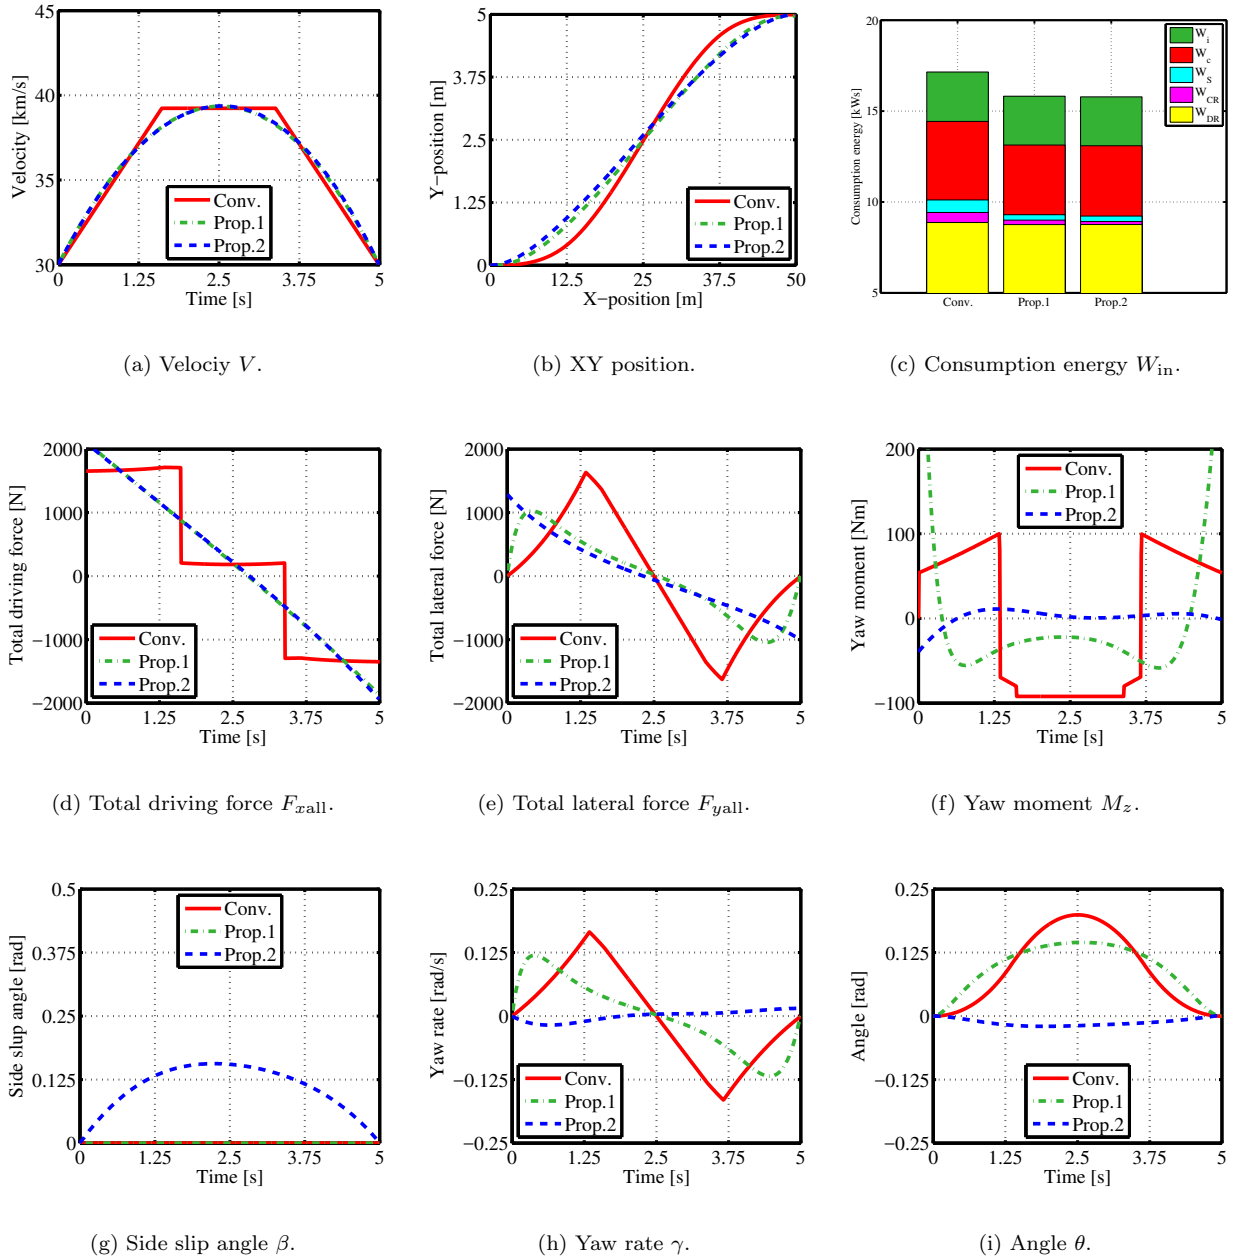 45
40
35
30
0
1.25
2.5
3.75
5
Velocity [km/s]
Time [s]
Conv.
Prop.1
Prop.2
(a) Velociy V.
5
3.75
2.5
1.25
0
0
12.5
25
37.5
50
Y−position [m]
X−position [m]
Conv.
Prop.1
Prop.2
(b) XY position.
20
15
10
5
Consumption energy [kWs]
Conv.
Prop.1
Prop.2
W_i
W_c
W_S
W_CR
W_DR
(c) Consumption energy W_in.
2000
1000
0
−1000
−2000
0
1.25
2.5
3.75
5
Total driving force [N]
Time [s]
Conv.
Prop.1
Prop.2
(d) Total driving force F_xall.
2000
1000
0
−1000
−2000
0
1.25
2.5
3.75
5
Total lateral force [N]
Time [s]
Conv.
Prop.1
Prop.2
(e) Total lateral force F_yall.
200
100
0
−100
0
1.25
2.5
3.75
5
Yaw moment [Nm]
Time [s]
Conv.
Prop.1
Prop.2
(f) Yaw moment M_z.
0.5
0.375
0.25
0.125
0
0
1.25
2.5
3.75
5
Side slup angle [rad]
Time [s]
Conv.
Prop.1
Prop.2
(g) Side slip angle β.
0.25
0.125
0
−0.125
−0.25
0
1.25
2.5
3.75
5
Yaw rate [rad/s]
Time [s]
Conv.
Prop.1
Prop.2
(h) Yaw rate γ.
0.25
0.125
0
−0.125
−0.25
0
1.25
2.5
3.75
5
Angle [rad]
Time [s]
Conv.
Prop.1
Prop.2
(i) Angle θ.